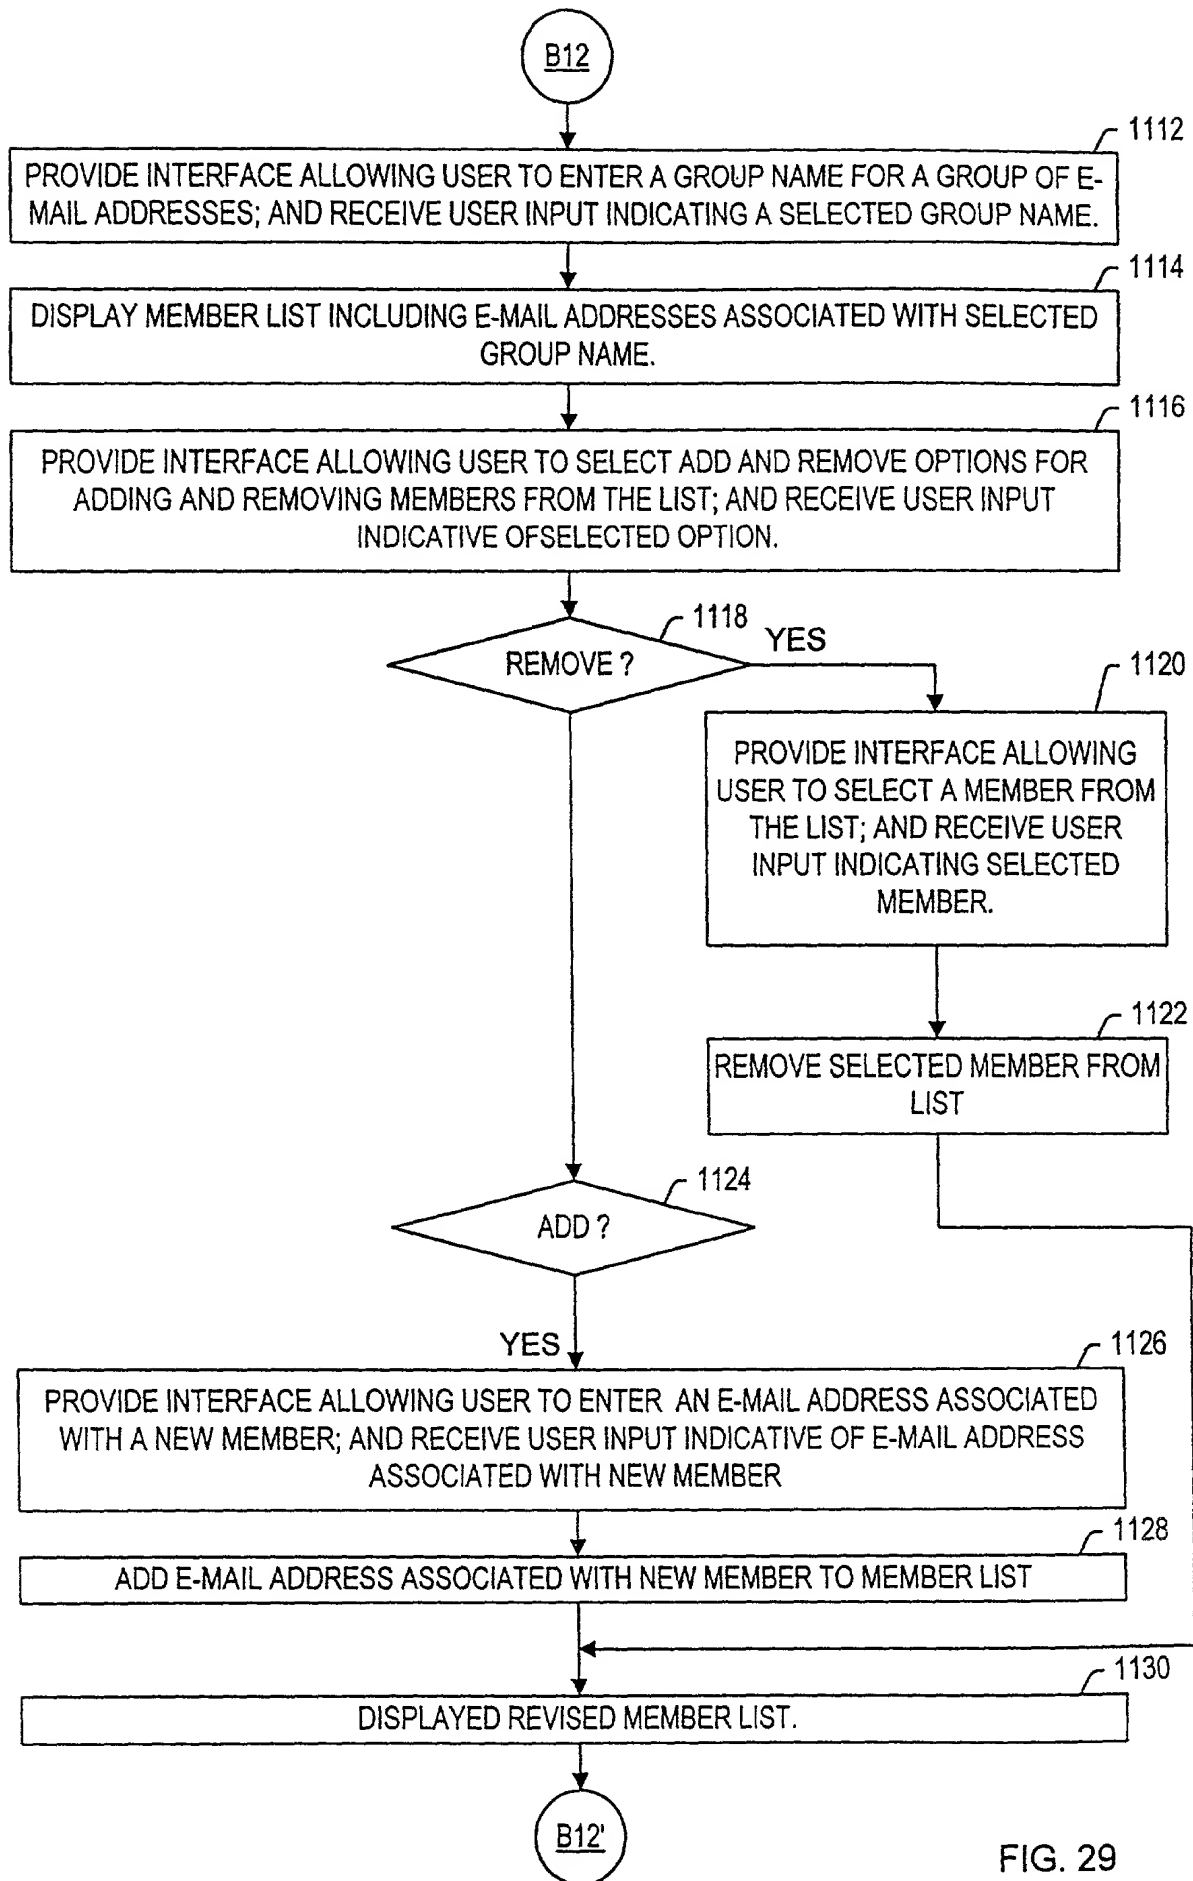 B12
1112
PROVIDE INTERFACE ALLOWING USER TO ENTER A GROUP NAME FOR A GROUP OF E-
MAIL ADDRESSES; AND RECEIVE USER INPUT INDICATING A SELECTED GROUP NAME.
1114
DISPLAY MEMBER LIST INCLUDING E-MAIL ADDRESSES ASSOCIATED WITH SELECTED
GROUP NAME.
1116
PROVIDE INTERFACE ALLOWING USER TO SELECT ADD AND REMOVE OPTIONS FOR
ADDING AND REMOVING MEMBERS FROM THE LIST; AND RECEIVE USER INPUT
INDICATIVE OFSELECTED OPTION.
1118
REMOVE ?
YES
1120
PROVIDE INTERFACE ALLOWING
USER TO SELECT A MEMBER FROM
THE LIST; AND RECEIVE USER
INPUT INDICATING SELECTED
MEMBER.
1122
REMOVE SELECTED MEMBER FROM
LIST
1124
ADD ?
YES
1126
PROVIDE INTERFACE ALLOWING USER TO ENTER AN E-MAIL ADDRESS ASSOCIATED
WITH A NEW MEMBER; AND RECEIVE USER INPUT INDICATIVE OF E-MAIL ADDRESS
ASSOCIATED WITH NEW MEMBER
1128
ADD E-MAIL ADDRESS ASSOCIATED WITH NEW MEMBER TO MEMBER LIST
1130
DISPLAYED REVISED MEMBER LIST.
B12'
FIG. 29